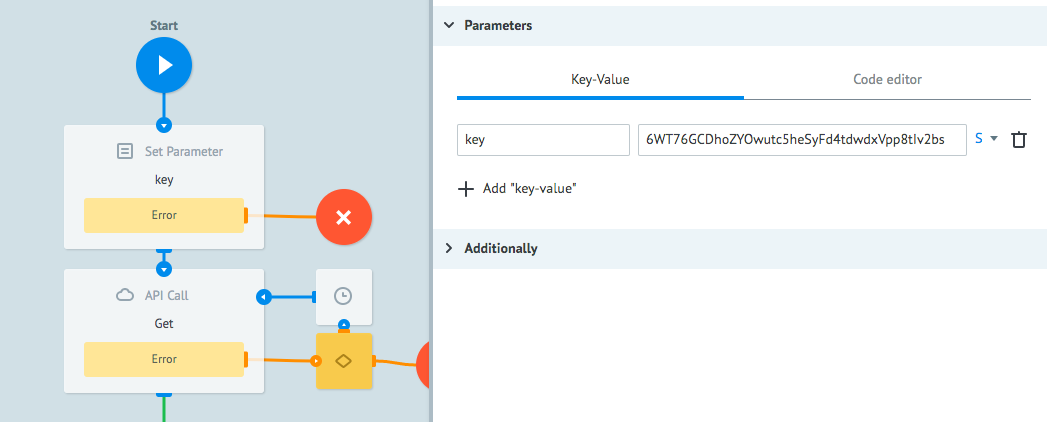 Start
Set Parameter
key
Error
API Call
Get
Error
Parameters
Key-Value
Code editor
key
6WT76GCDhoZYOwutc5heSyFd4tdwdxVpp8tIv2bs
S
Add "key-value"
Additionally